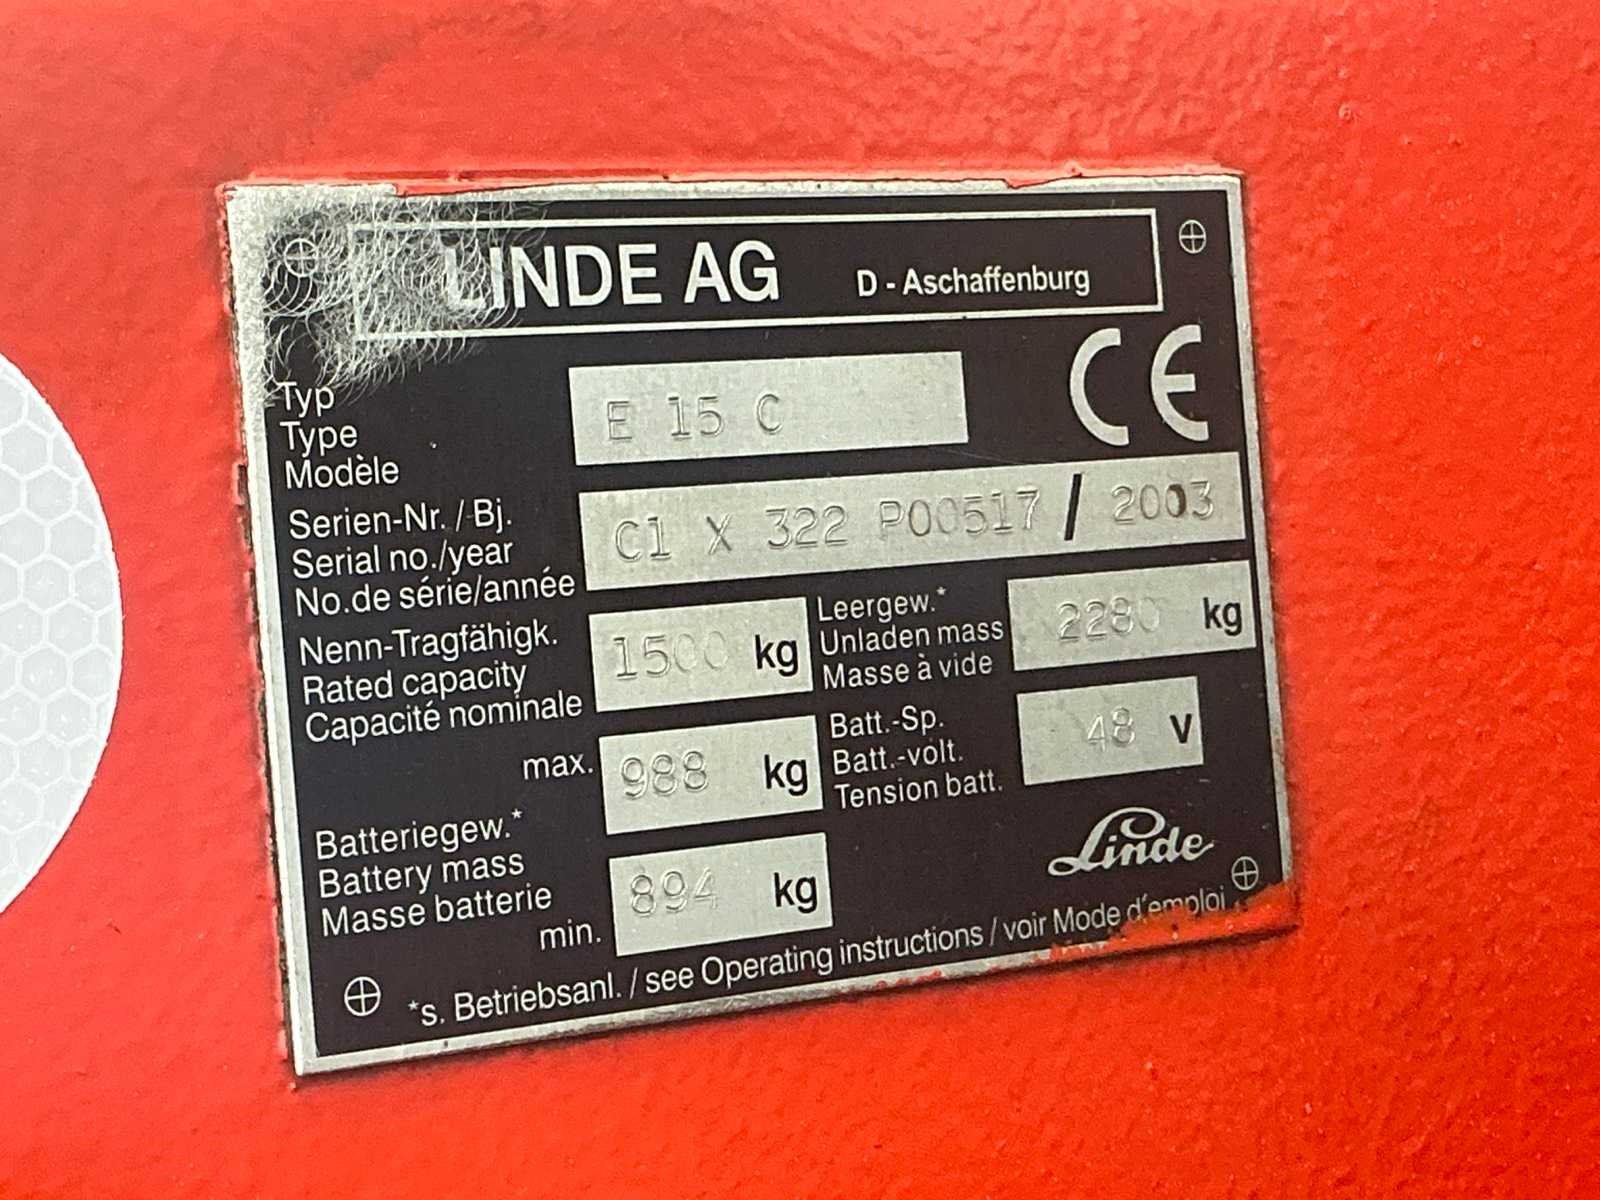 LINDE AG D - Aschaffenburg
CE
Typ
Type
Modèle
E 15 C
Serien-Nr. / Bj.
Serial no./year
No.de série/année
C1 X 322 P00517 / 2003
Nenn-Tragfähigk.
Rated capacity
Capacité nominale
1500 kg
Leergew.*
Unladen mass
Masse à vide
2280 kg
max. 988 kg
Batt.-Sp.
Batt.-volt.
Tension batt.
48 V
Batteriegew.*
Battery mass
Masse batterie
min. 894 kg
Linde
*s. Betriebsanl. / see Operating instructions / voir Mode d'emploi